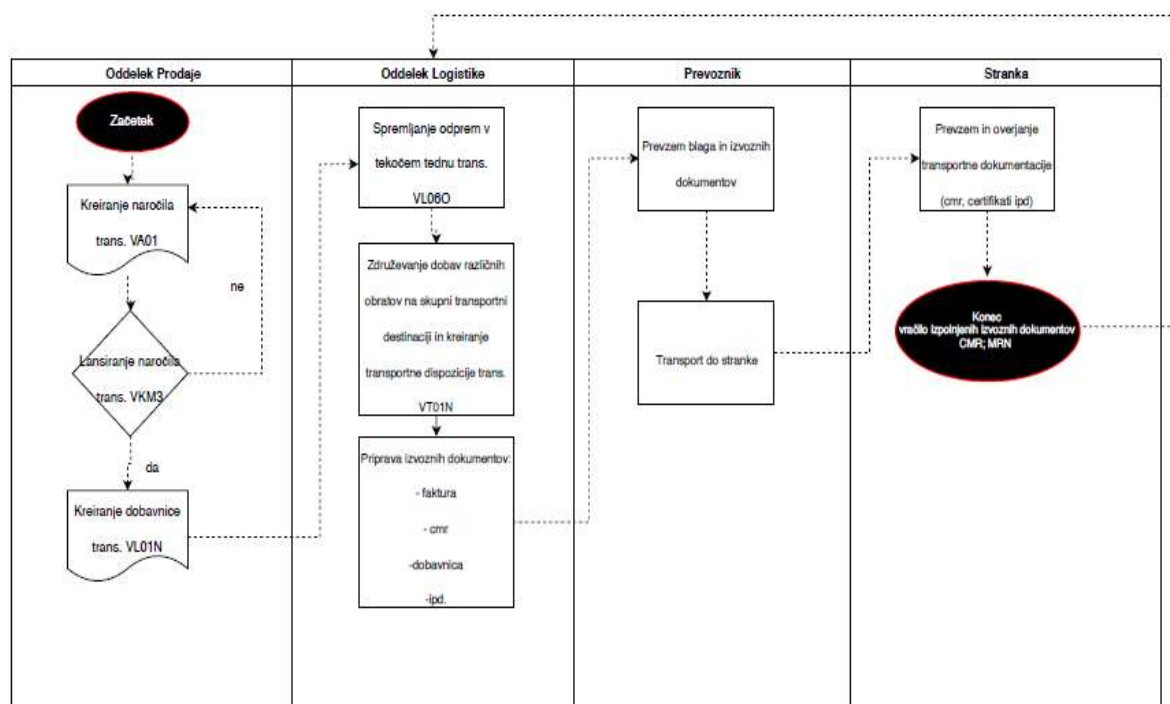 Oddelek Prodaje
Oddelek Logistike
Prevoznik
Stranka
Začetek
Kreiranje naročila
trans. VA01
ne
Lansiranje naročila
trans. VKM3
da
Kreiranje dobavnice
trans. VL01N
Spremljanje odprem v
tekočem tednu trans.
VL06O
Združevanje dobav različnih
obratov na skupni transportni
destinaciji in kreiranje
transportne dispozicije trans.
VT01N
Priprava izvoznih dokumentov:
- faktura
- cmr
-dobavnica
-ipd.
Prevzem blaga in izvoznih
dokumentov
Transport do stranke
Prevzem in overjanje
transportne dokumentacije
(cmr, certifikati ipd)
Konec
vračilo izpolnjenih izvoznih dokumentov
CMR; MRN